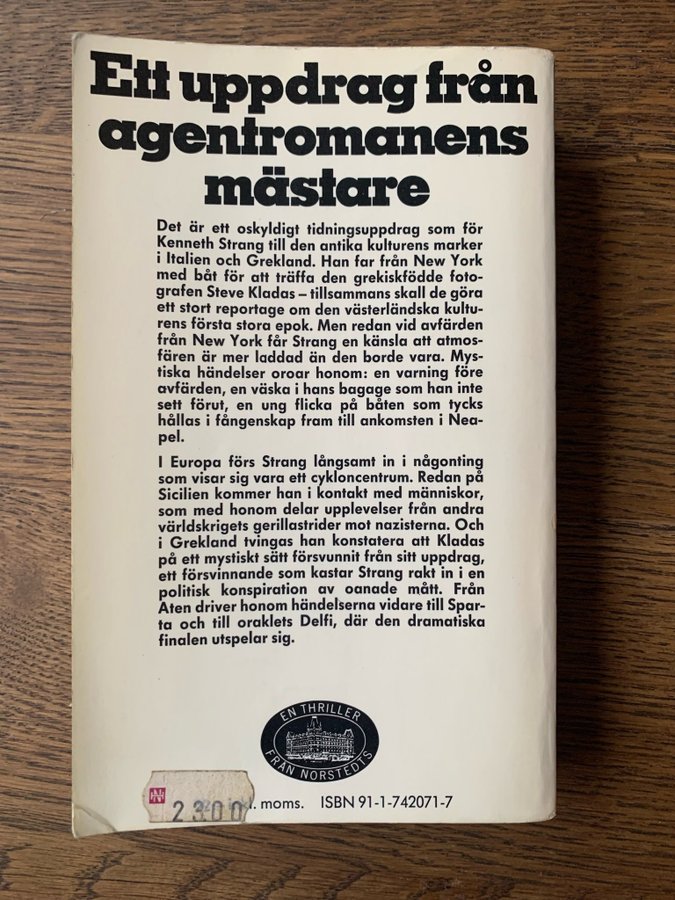 Ett uppdrag från
agentromanens
mästare
Det är ett oskyldigt tidningsuppdrag som för
Kenneth Strang till den antika kulturens marker
i Italien och Grekland. Han far från New York
med båt för att träffa den grekiskfödde foto-
grafen Steve Kladas – tillsammans skall de göra
ett stort reportage om den västerländska kultu-
rens första stora epok. Men redan vid avfärden
från New York får Strang en känsla att atmos-
fären är mer laddad än den borde vara. Mys-
tiska händelser oroar honom: en varning före
avfärden, en väska i hans bagage som han inte
sett förut, en ung flicka på båten som tycks
hållas i fångenskap fram till ankomsten i Nea-
pel.
I Europa förs Strang långsamt in i någonting
som visar sig vara ett cykloncentrum. Redan på
Sicilien kommer han i kontakt med människor,
som med honom delar upplevelser från andra
världskrigets gerillastrider mot nazisterna. Och
i Grekland tvingas han konstatera att Kladas
på ett mystiskt sätt försvunnit från sitt uppdrag,
ett försvinnande som kastar Strang rakt in i en
politisk konspiration av oanade mått. Från
Aten driver honom händelserna vidare till Spar-
ta och till oraklets Delfi, där den dramatiska
finalen utspelar sig.
EN THRILLER
FRÅN NORSTEDTS
2300 moms. ISBN 91-1-742071-7